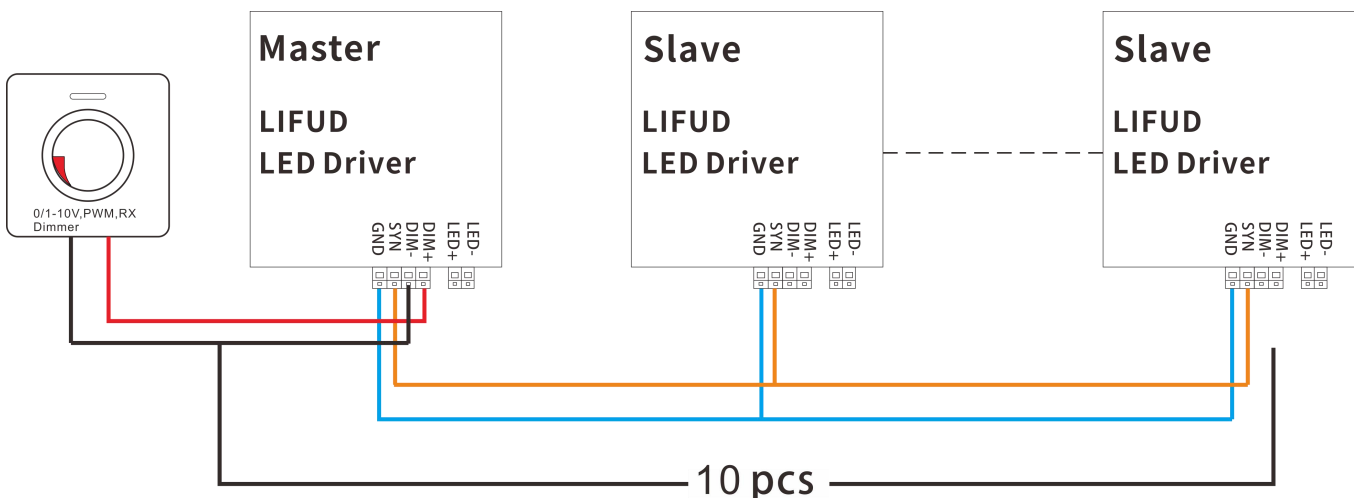 Master
LIFUD
LED Driver
GND
SYN
DIM-
DIM+
LED+
LED-
Slave
LIFUD
LED Driver
GND
SYN
DIM-
DIM+
LED+
LED-
Slave
LIFUD
LED Driver
GND
SYN
DIM-
DIM+
LED+
LED-
0/1-10V,PWM,RX
Dimmer
10 pcs